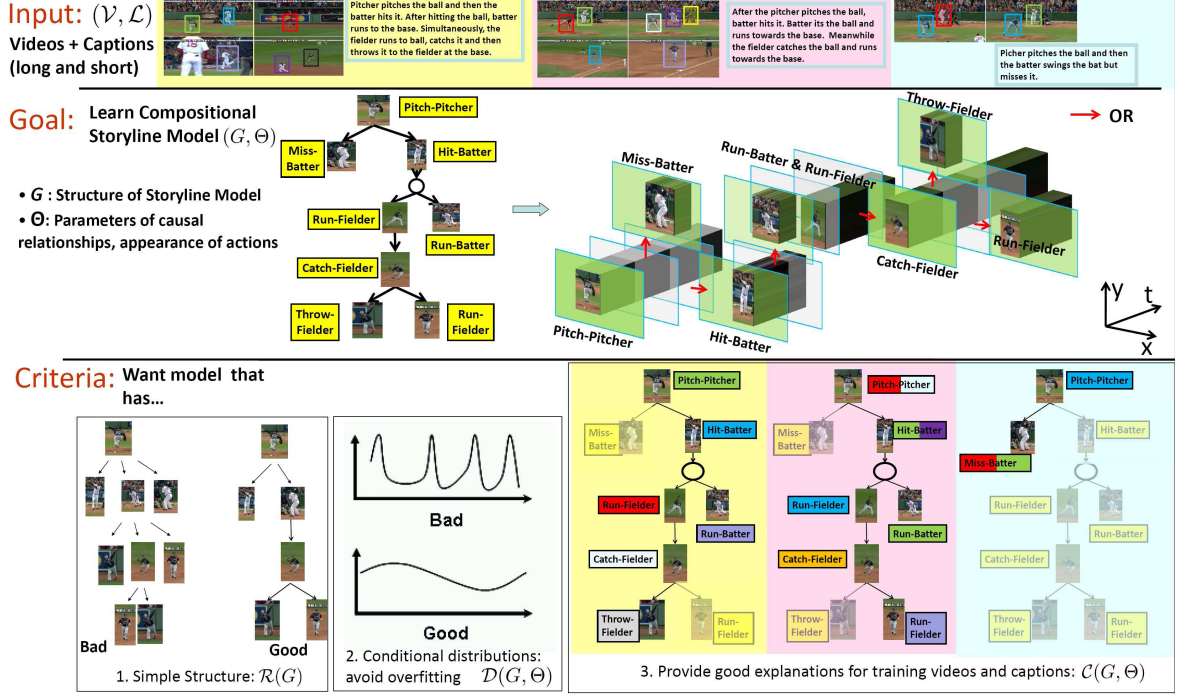 Input: (V, L)
Videos + Captions
(long and short)
Pitcher pitches the ball and then the
batter hits it. After hitting the ball, batter
runs to the base. Simultaneously, the
fielder runs to ball, catchs it and then
throws it to the fielder at the base.
After the pitcher pitches the ball,
batter hits it. Batter its the ball and
runs towards the base. Meanwhile
the fielder catches the ball and runs
towards the base.
Picher pitches the ball and then
the batter swings the bat but
misses it.
Goal: Learn Compositional
Storyline Model (G, Θ)
• G : Structure of Storyline Model
• Θ: Parameters of causal
relationships, appearance of actions
Pitch-Pitcher
Miss-
Batter
Hit-Batter
Run-Fielder
Run-Batter
Catch-Fielder
Throw-
Fielder
Run-
Fielder
Throw-Fielder
OR
Miss-Batter
Run-Batter & Run-Fielder
Run-Fielder
Catch-Fielder
Pitch-Pitcher
Hit-Batter
y
t
x
Criteria: Want model that
has...
Bad
Good
1. Simple Structure: R(G)
Bad
Good
2. Conditional distributions:
avoid overfitting D(G, Θ)
Pitch-Pitcher
Miss-
Batter
Hit-Batter
Run-Fielder
Run-Batter
Catch-Fielder
Throw-
Fielder
Run-
Fielder
Pitch-Pitcher
Miss-
Batter
Hit-Batter
Run-Fielder
Run-Batter
Catch-Fielder
Throw-
Fielder
Run-
Fielder
Pitch-Pitcher
Hit-Batter
Miss-Batter
Run-Fielder
Run-Batter
Catch-Fielder
Throw-
Fielder
Run-
Fielder
3. Provide good explanations for training videos and captions: C(G, Θ)